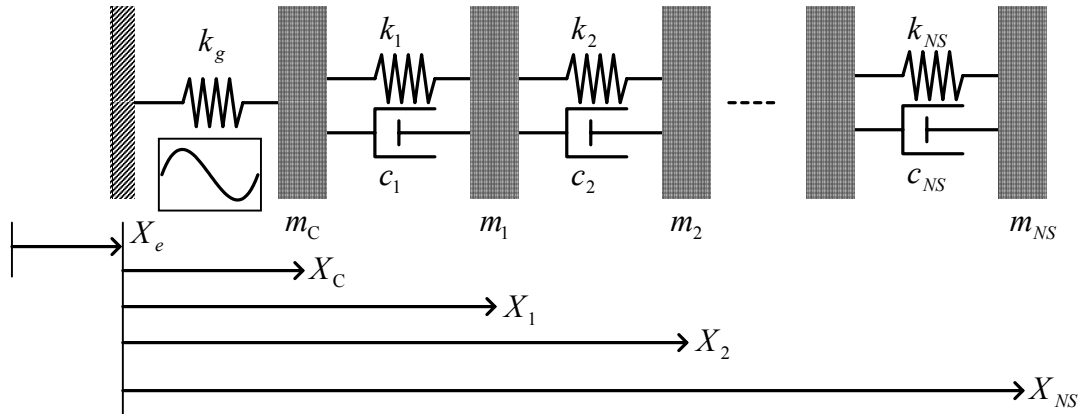 k_g k_1 k_2 k_NS
c_1 c_2 c_NS
m_C m_1 m_2 m_NS
X_e
X_C
X_1
X_2
X_NS